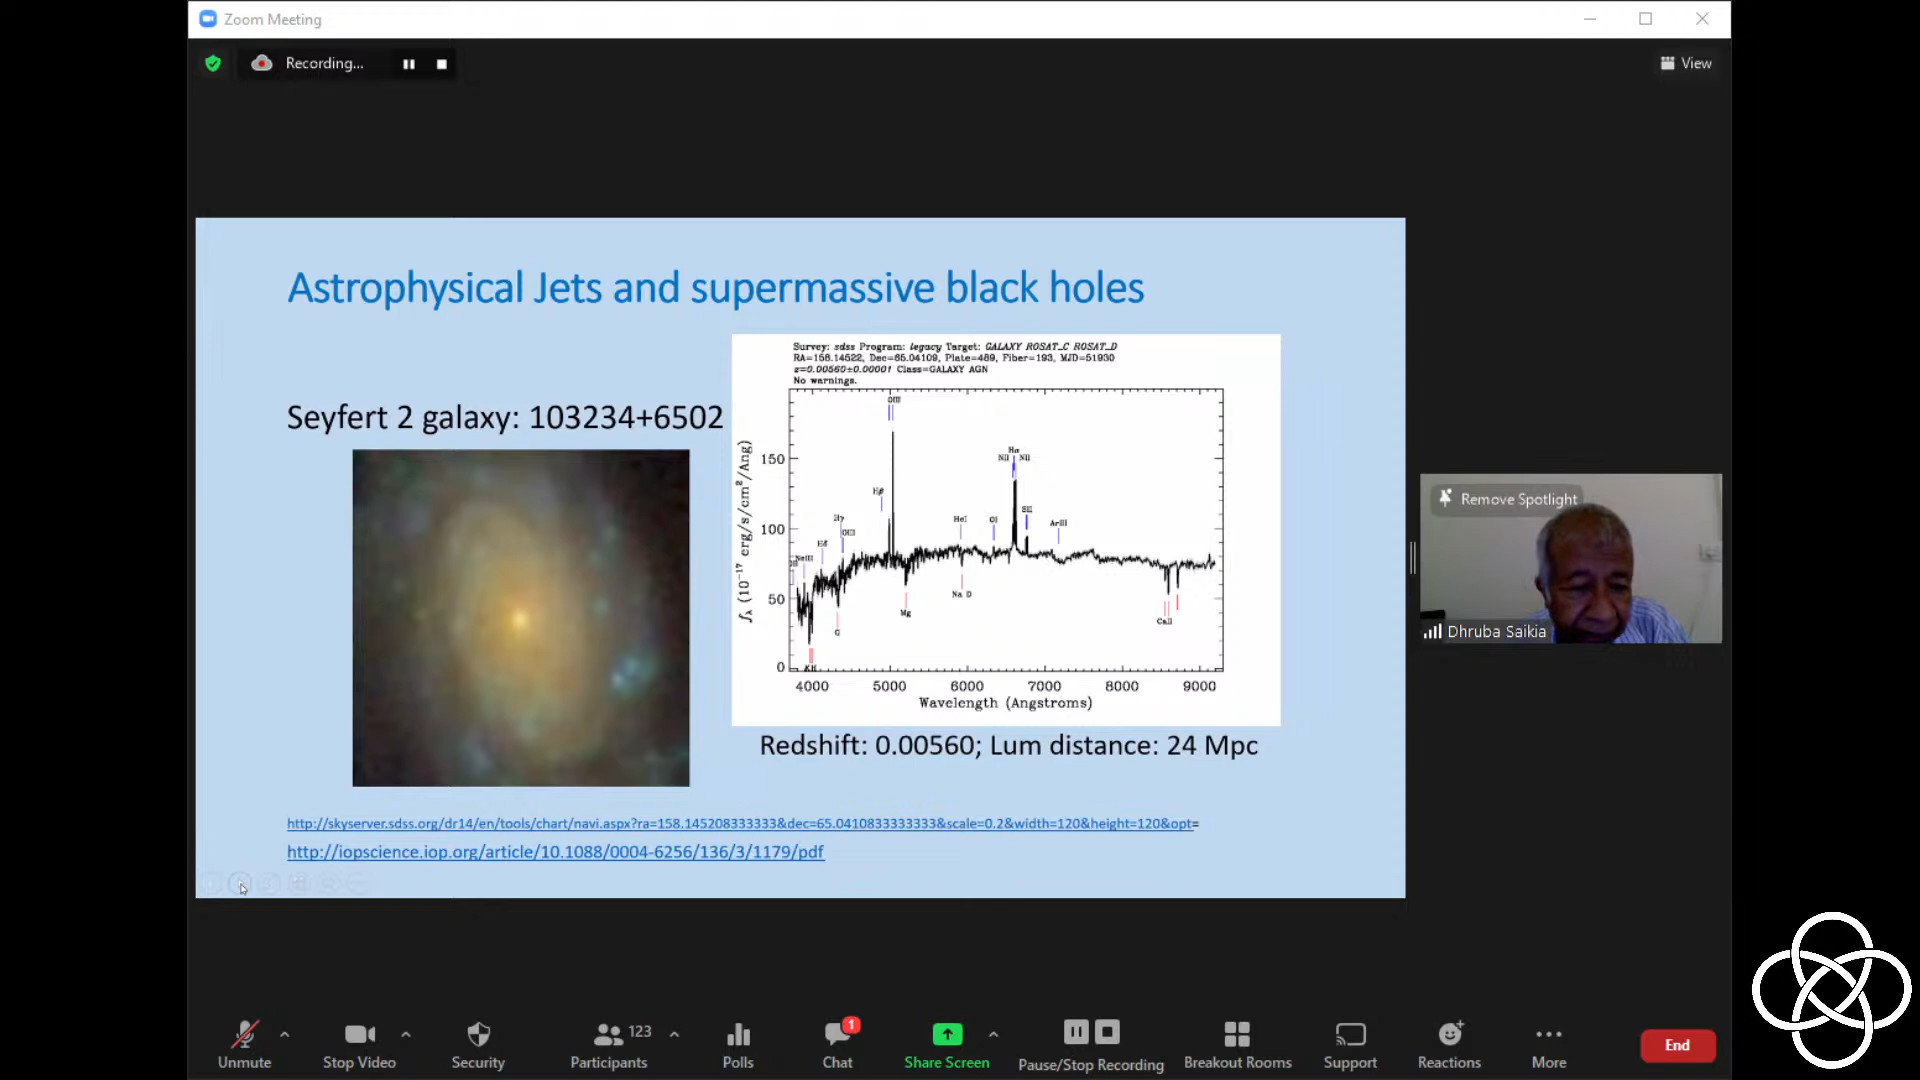 Zoom Meeting
Recording...
View
Astrophysical Jets and supermassive black holes
Seyfert 2 galaxy: 103234+6502
Survey: sdss Program: legacy Target: GALAXY ROSAT_C ROSAT_D
RA=158.14522, Dec=65.04109, Plate=489, Fiber=193, MJD=51930
z=0.00560±0.00001 Class=GALAXY AGN
No warnings.
OIII
Hα
NII NII
Hβ
SII
Hγ
HeI
OI
ArIII
OIII
Hδ
NeIII
Na D
Mg
CaII
G
150
100
50
0
fλ (10⁻¹⁷ erg/s/cm²/Ang)
4000 5000 6000 7000 8000 9000
Wavelength (Angstroms)
Redshift: 0.00560; Lum distance: 24 Mpc
http://skyserver.sdss.org/dr14/en/tools/chart/navi.aspx?ra=158.145208333333&dec=65.0410833333333&scale=0.2&width=120&height=120&opt=
http://iopscience.iop.org/article/10.1088/0004-6256/136/3/1179/pdf
Remove Spotlight
Dhruba Saikia
123
1
Unmute
Stop Video
Security
Participants
Polls
Chat
Share Screen
Pause/Stop Recording
Breakout Rooms
Support
Reactions
More
End